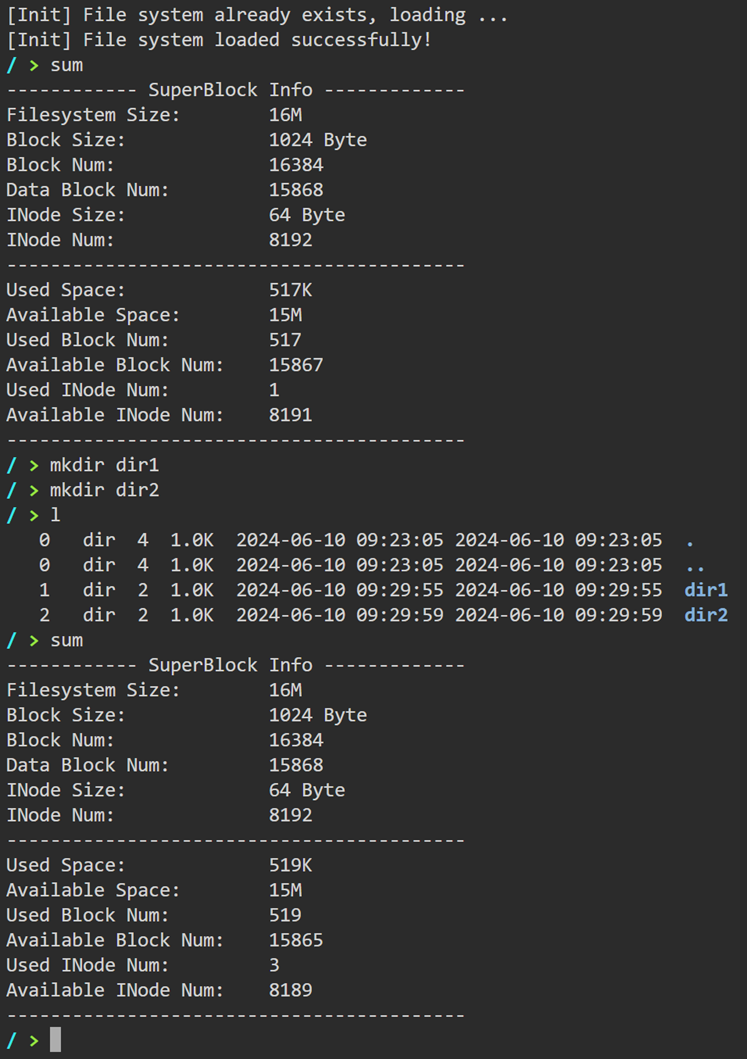 [Init] File system already exists, loading ...
[Init] File system loaded successfully!
/ > sum
------------ SuperBlock Info -------------
Filesystem Size:        16M
Block Size:             1024 Byte
Block Num:              16384
Data Block Num:         15868
INode Size:             64 Byte
INode Num:              8192
------------------------------------------
Used Space:             517K
Available Space:        15M
Used Block Num:         517
Available Block Num:    15867
Used INode Num:         1
Available INode Num:    8191
------------------------------------------
/ > mkdir dir1
/ > mkdir dir2
/ > l
   0   dir  4  1.0K  2024-06-10 09:23:05 2024-06-10 09:23:05  .
   0   dir  4  1.0K  2024-06-10 09:23:05 2024-06-10 09:23:05  ..
   1   dir  2  1.0K  2024-06-10 09:29:55 2024-06-10 09:29:55  dir1
   2   dir  2  1.0K  2024-06-10 09:29:59 2024-06-10 09:29:59  dir2
/ > sum
------------ SuperBlock Info -------------
Filesystem Size:        16M
Block Size:             1024 Byte
Block Num:              16384
Data Block Num:         15868
INode Size:             64 Byte
INode Num:              8192
------------------------------------------
Used Space:             519K
Available Space:        15M
Used Block Num:         519
Available Block Num:    15865
Used INode Num:         3
Available INode Num:    8189
------------------------------------------
/ >